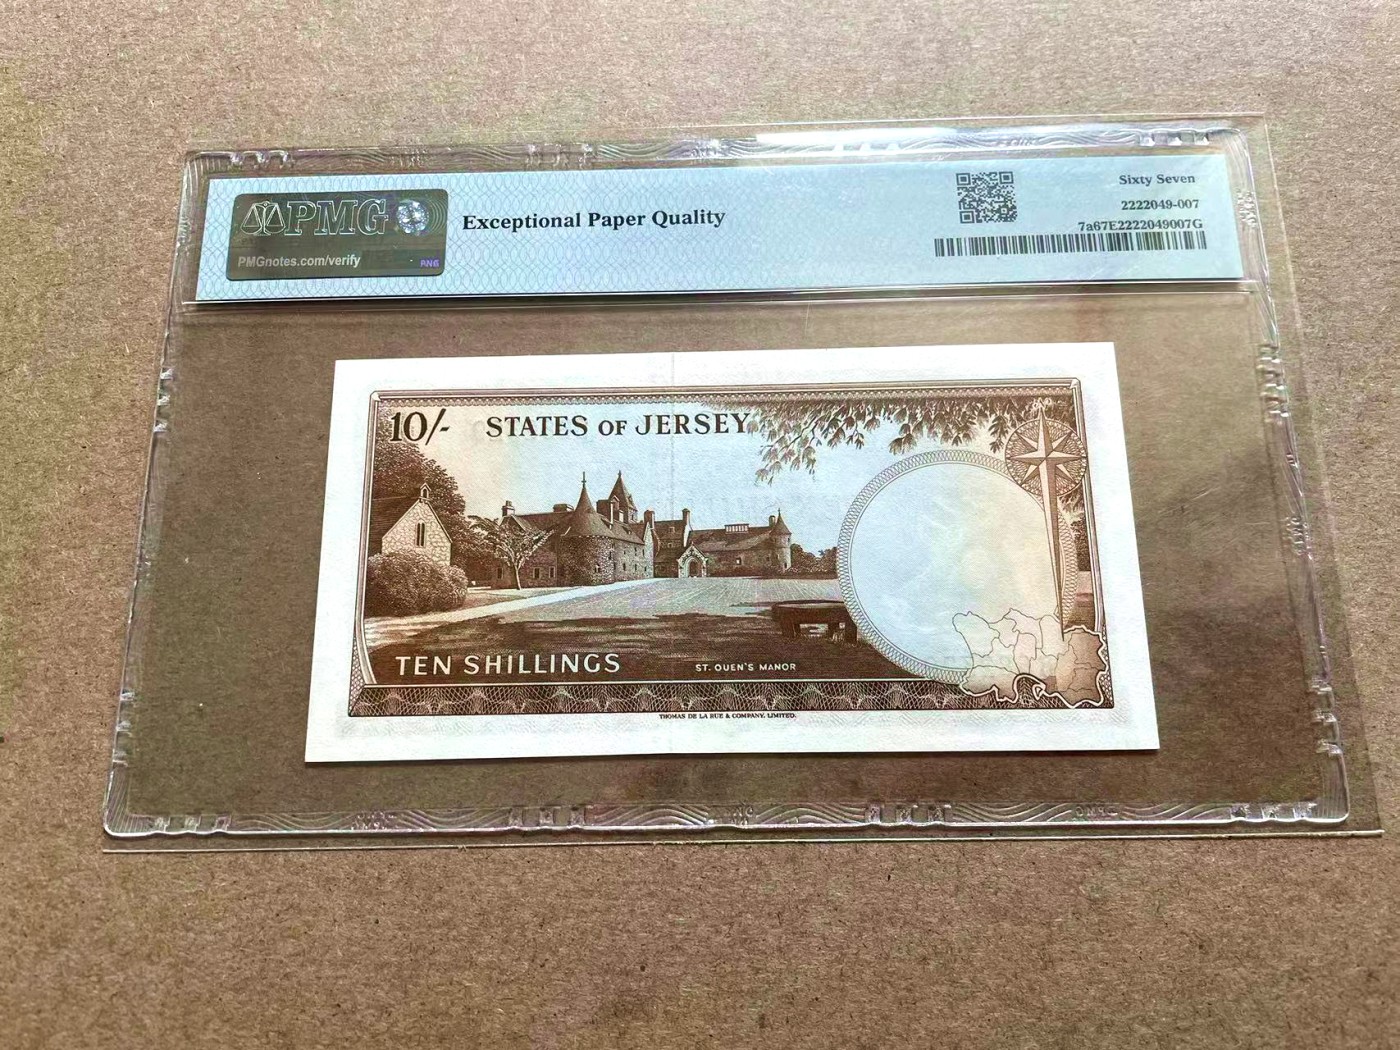 PMG
PMGnotes.com/verify
PNG
Exceptional Paper Quality
Sixty Seven
2222049-007
7a67E2222049007G
10/- STATES OF JERSEY
TEN SHILLINGS
ST. OUEN'S MANOR
THOMAS DE LA RUE & COMPANY, LIMITED.